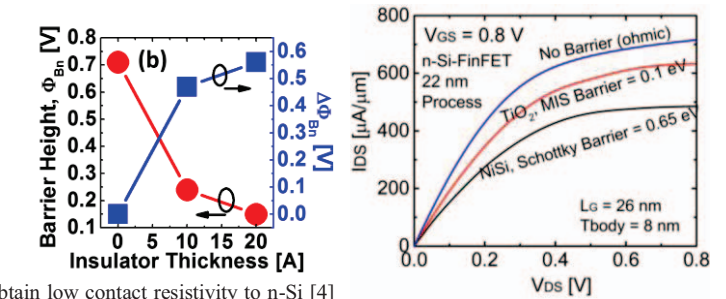 (b)
Barrier Height, ΦBn [V]
0.8
0.7
0.6
0.5
0.4
0.3
0.2
0.1
0.6
0.5
0.4
0.3
0.2
0.1
0.0
ΔΦBn [V]
0 5 10 15 20
Insulator Thickness [A]
btain low contact resistivity to n-Si [4]
IDS [µA/µm]
800
600
400
200
0
VGS = 0.8 V
n-Si-FinFET
22 nm
Process
No Barrier (ohmic)
TiO2, MIS Barrier = 0.1 eV
NiSi, Schottky Barrier = 0.65 eV
LG = 26 nm
Tbody = 8 nm
0.0 0.2 0.4 0.6 0.8
VDS [V]